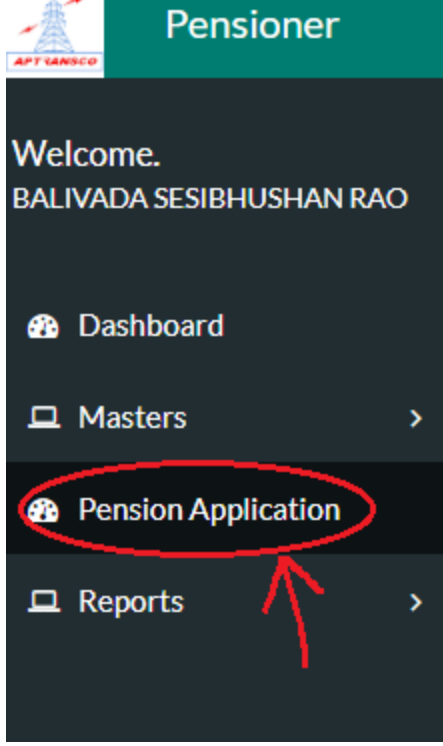 Pensioner
APTRANSCO
Welcome.
BALIVADA SESIBHUSHAN RAO
Dashboard
Masters
Pension Application
Reports